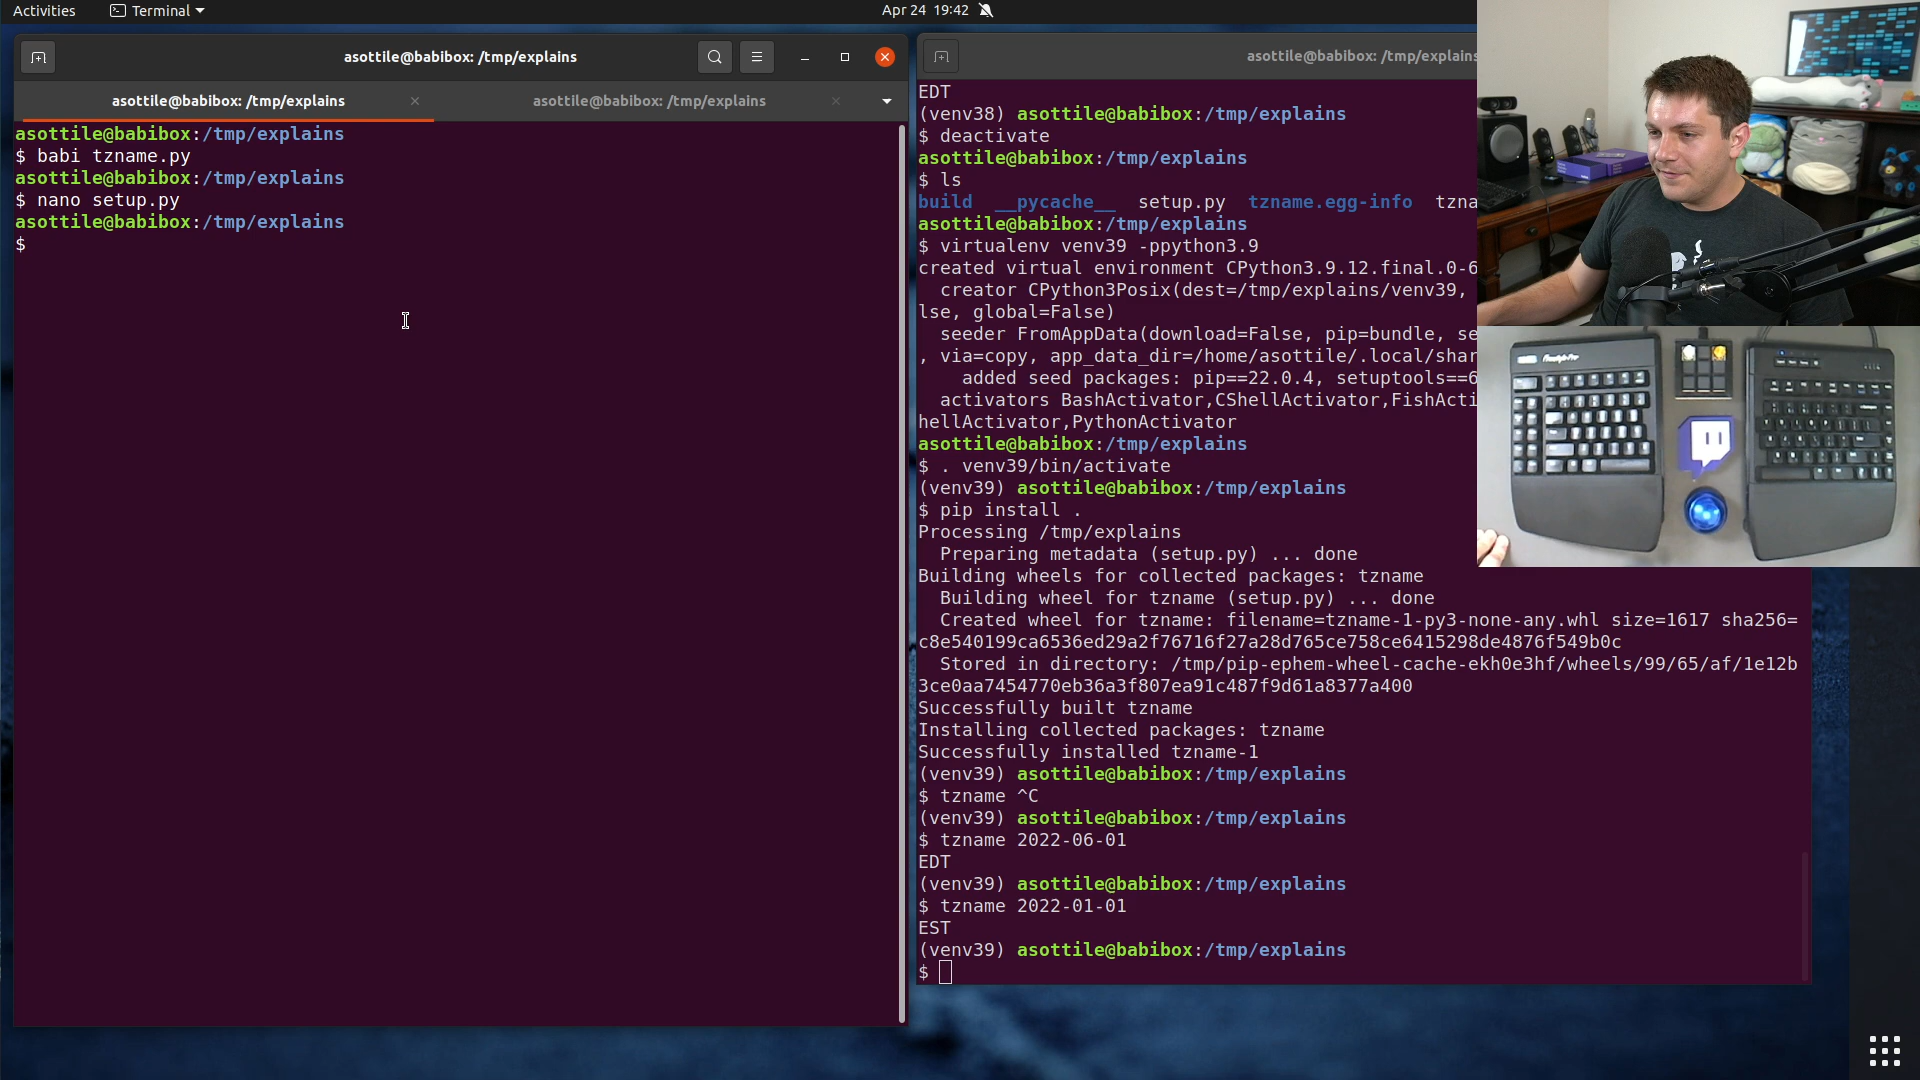 Activities
Terminal
Apr 24 19:42
asottile@babibox: /tmp/explains
asottile@babibox: /tmp/explains
asottile@babibox: /tmp/explains
asottile@babibox:/tmp/explains
$ babi tzname.py
asottile@babibox:/tmp/explains
$ nano setup.py
asottile@babibox:/tmp/explains
$
asottile@babibox: /tmp/explains
EDT
(venv38) asottile@babibox:/tmp/explains
$ deactivate
asottile@babibox:/tmp/explains
$ ls
build __pycache__ setup.py tzname.egg-info tzna
asottile@babibox:/tmp/explains
$ virtualenv venv39 -ppython3.9
created virtual environment CPython3.9.12.final.0-6
creator CPython3Posix(dest=/tmp/explains/venv39,
lse, global=False)
seeder FromAppData(download=False, pip=bundle, se
, via=copy, app_data_dir=/home/asottile/.local/shar
added seed packages: pip==22.0.4, setuptools==6
activators BashActivator,CShellActivator,FishActi
hellActivator,PythonActivator
asottile@babibox:/tmp/explains
$ . venv39/bin/activate
(venv39) asottile@babibox:/tmp/explains
$ pip install .
Processing /tmp/explains
Preparing metadata (setup.py) ... done
Building wheels for collected packages: tzname
Building wheel for tzname (setup.py) ... done
Created wheel for tzname: filename=tzname-1-py3-none-any.whl size=1617 sha256=
c8e540199ca6536ed29a2f76716f27a28d765ce758ce6415298de4876f549b0c
Stored in directory: /tmp/pip-ephem-wheel-cache-ekh0e3hf/wheels/99/65/af/1e12b
3ce0aa7454770eb36a3f807ea91c487f9d61a8377a400
Successfully built tzname
Installing collected packages: tzname
Successfully installed tzname-1
(venv39) asottile@babibox:/tmp/explains
$ tzname ^C
(venv39) asottile@babibox:/tmp/explains
$ tzname 2022-06-01
EDT
(venv39) asottile@babibox:/tmp/explains
$ tzname 2022-01-01
EST
(venv39) asottile@babibox:/tmp/explains
$